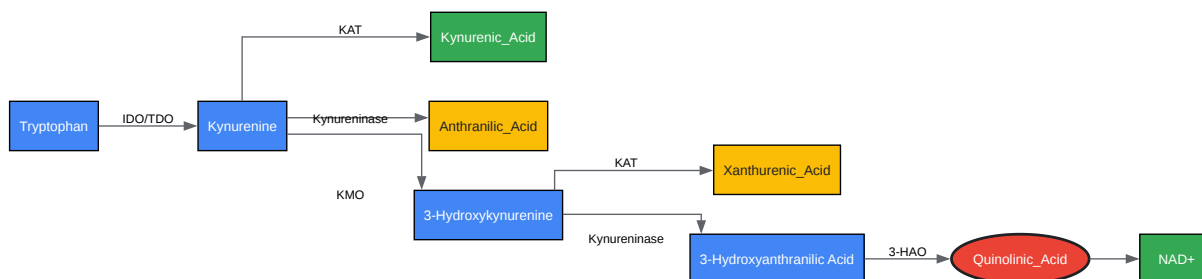 KAT
Kynurenic_Acid
Tryptophan
IDO/TDO
Kynurenine
Kynureninase
Anthranilic_Acid
KAT
Xanthurenic_Acid
KMO
3-Hydroxykynurenine
Kynureninase
3-Hydroxyanthranilic Acid
3-HAO
Quinolinic_Acid
NAD+